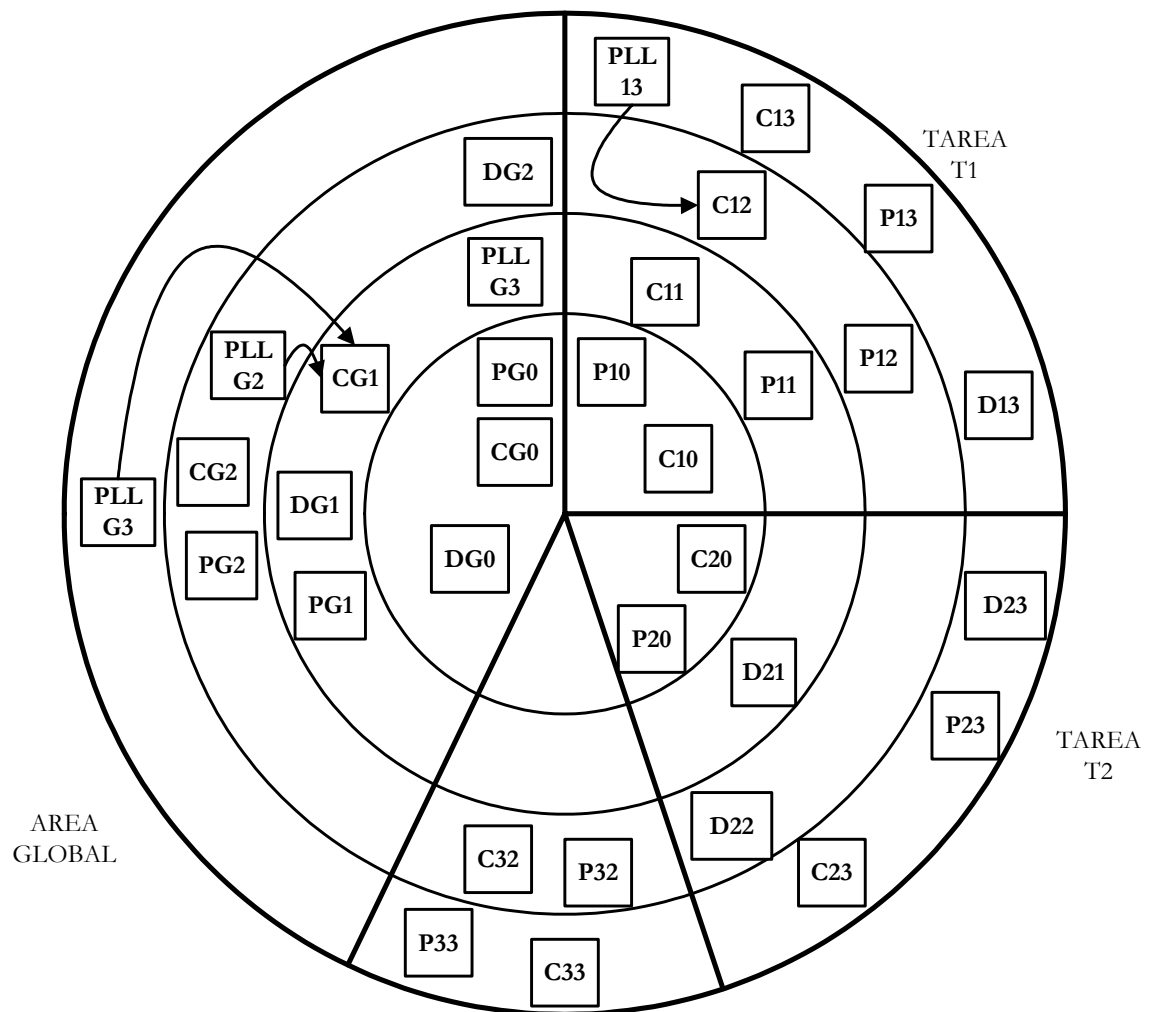 PLL
13
C13
TAREA
T1
DG2
C12
P13
PLL
G3
C11
PLL
G2
CG1
PG0
P10
P11
P12
D13
CG2
CG0
C10
PLL
G3
DG1
PG2
DG0
C20
PG1
D23
P20
D21
P23
TAREA
T2
AREA
GLOBAL
D22
C32
P32
C23
P33
C33